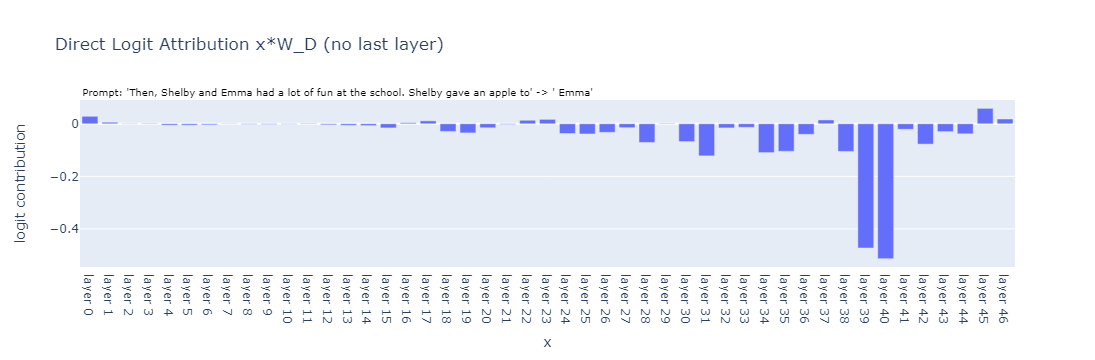 Direct Logit Attribution x*W_D (no last layer)
Prompt: 'Then, Shelby and Emma had a lot of fun at the school. Shelby gave an apple to' -> ' Emma'
logit contribution
0
−0.2
−0.4
layer 0
layer 1
layer 2
layer 3
layer 4
layer 5
layer 6
layer 7
layer 8
layer 9
layer 10
layer 11
layer 12
layer 13
layer 14
layer 15
layer 16
layer 17
layer 18
layer 19
layer 20
layer 21
layer 22
layer 23
layer 24
layer 25
layer 26
layer 27
layer 28
layer 29
layer 30
layer 31
layer 32
layer 33
layer 34
layer 35
layer 36
layer 37
layer 38
layer 39
layer 40
layer 41
layer 42
layer 43
layer 44
layer 45
layer 46
x